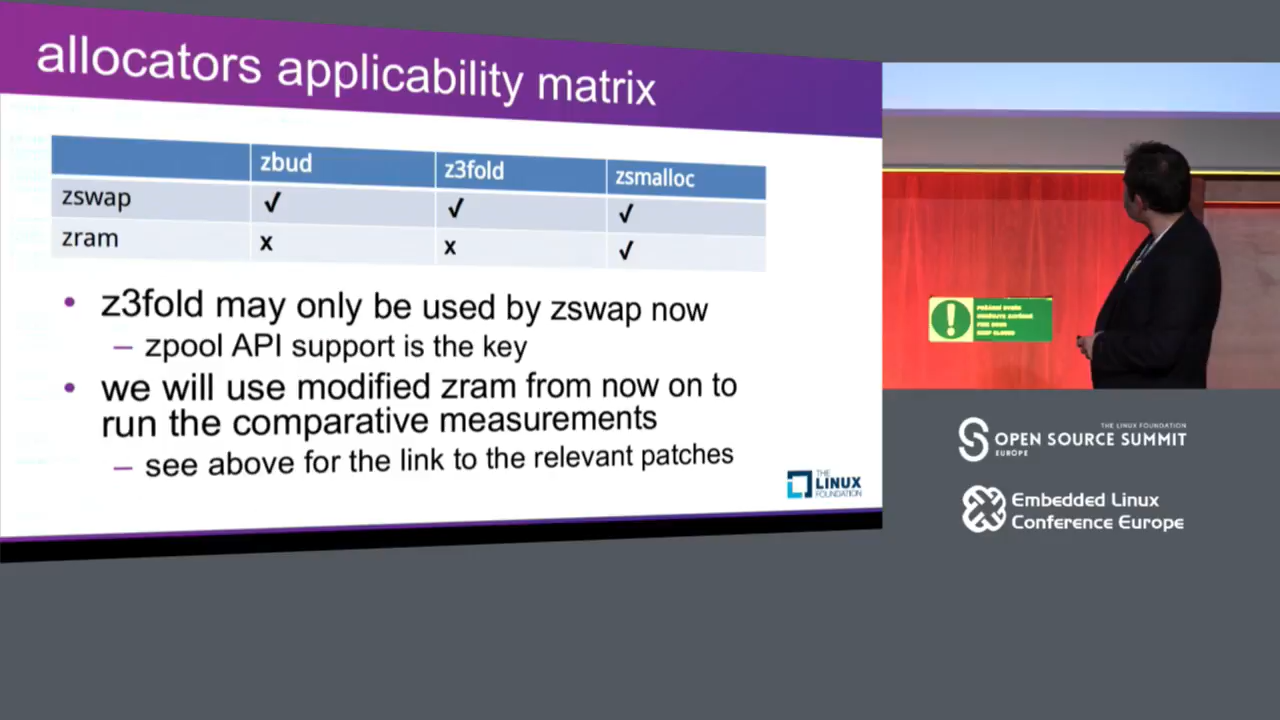 allocators applicability matrix
zbud z3fold zsmalloc
zswap ✓ ✓ ✓
zram x x ✓
• z3fold may only be used by zswap now
– zpool API support is the key
• we will use modified zram from now on to
run the comparative measurements
– see above for the link to the relevant patches
THE
LINUX
FOUNDATION
THE LINUX FOUNDATION
OPEN SOURCE SUMMIT
EUROPE
Embedded Linux
Conference Europe